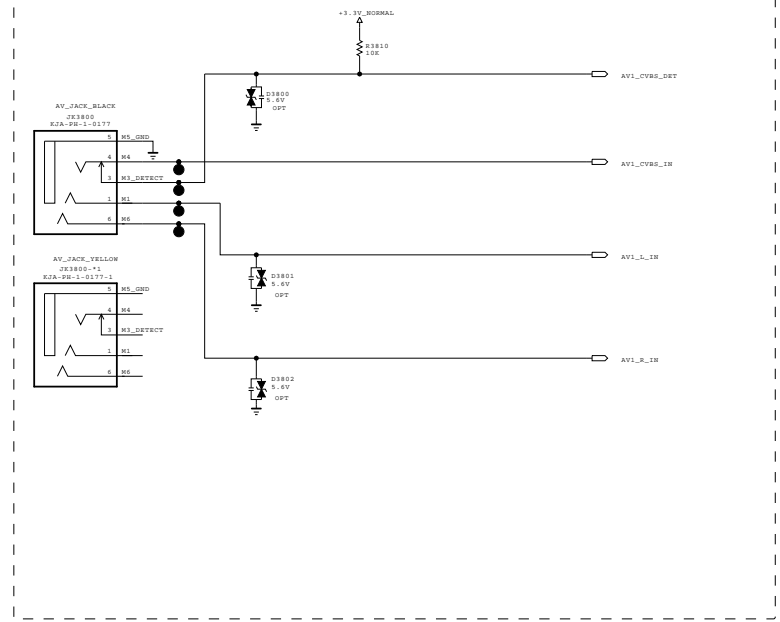 +3.3V_NORMAL
R3810
10K
AV1_CVBS_DET
D3800
5.6V
OPT
AV_JACK_BLACK
JK3800
KJA-PH-1-0177
5 M5_GND
4 M4
3 M3_DETECT
1 M1
6 M6
AV1_CVBS_IN
AV1_L_IN
D3801
5.6V
OPT
AV_JACK_YELLOW
JK3800-*1
KJA-PH-1-0177-1
5 M5_GND
4 M4
3 M3_DETECT
1 M1
6 M6
AV1_R_IN
D3802
5.6V
OPT